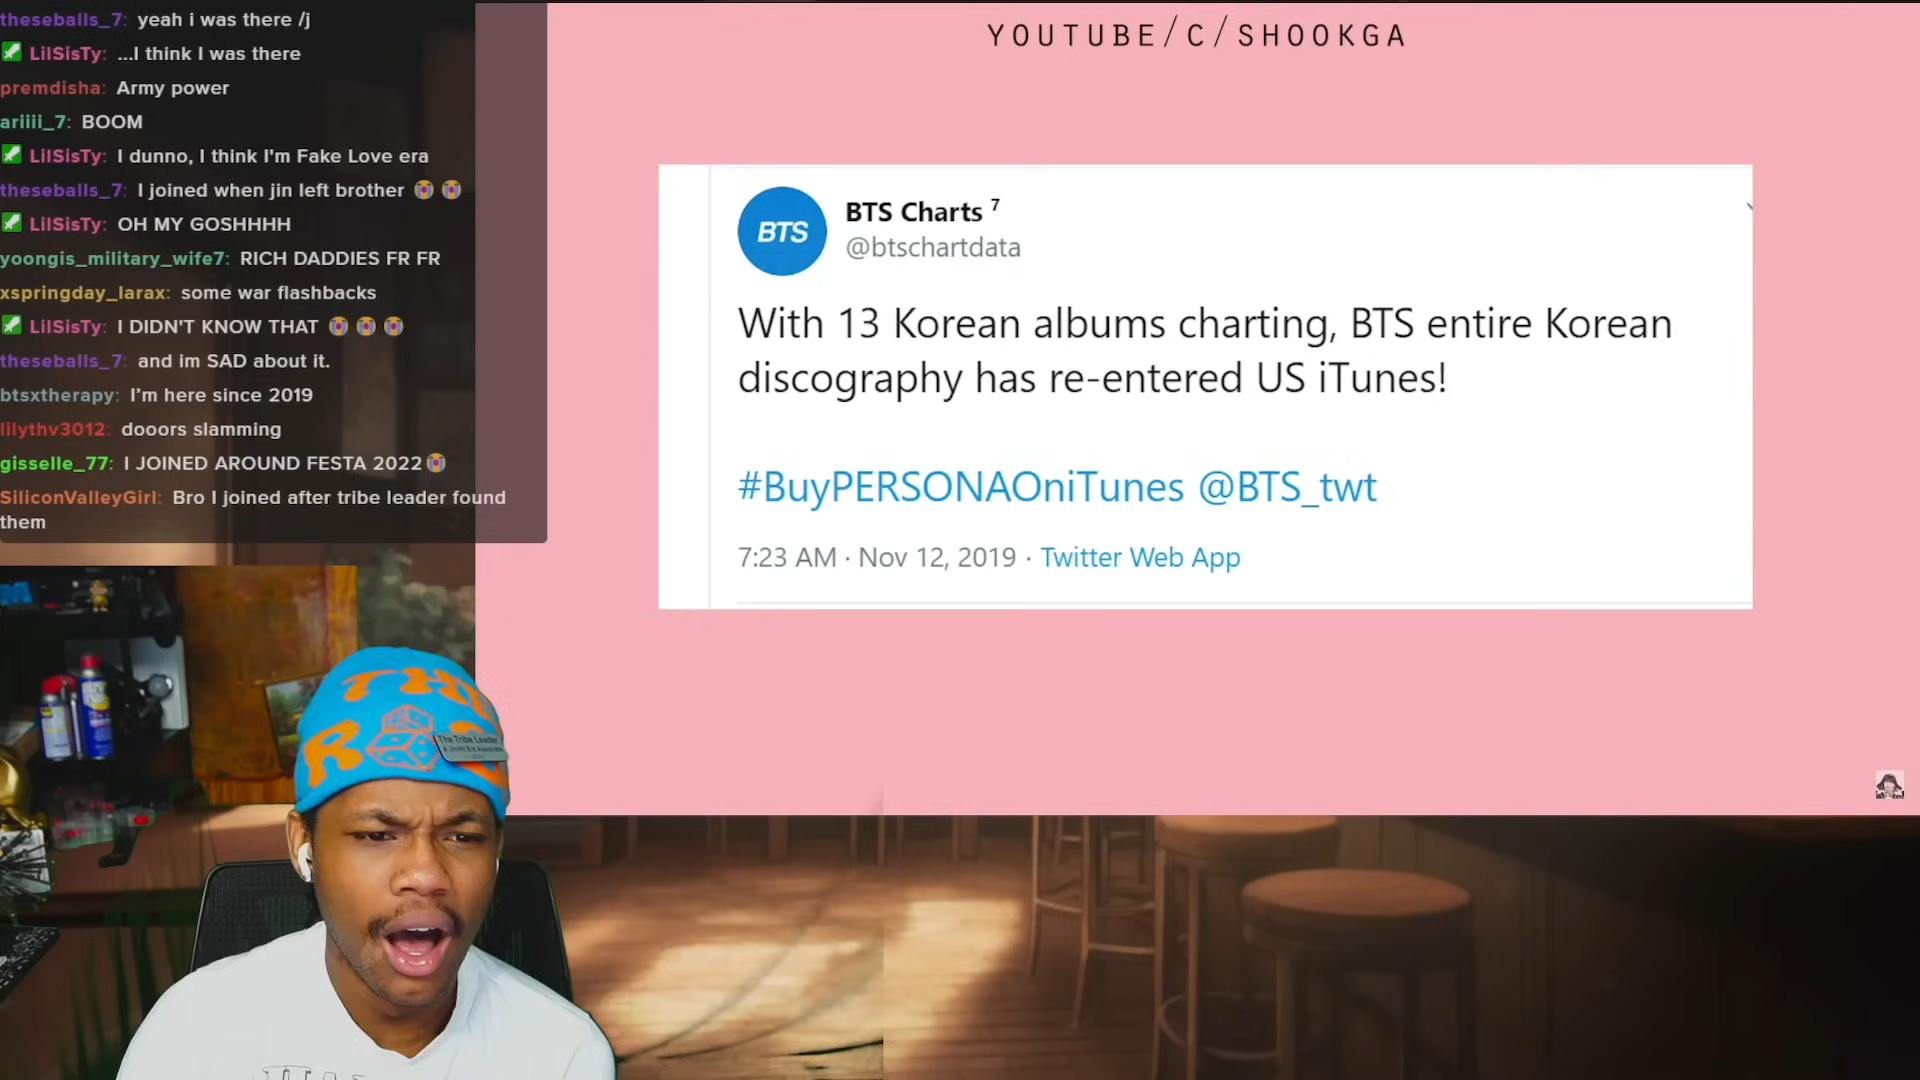 theseballs_7: yeah i was there /j
LilSisTy: ...I think I was there
premdisha: Army power
ariiii_7: BOOM
LilSisTy: I dunno, I think I'm Fake Love era
theseballs_7: I joined when jin left brother 😭 😭
LilSisTy: OH MY GOSHHHH
yoongis_military_wife7: RICH DADDIES FR FR
xspringday_larax: some war flashbacks
LilSisTy: I DIDN'T KNOW THAT 😭 😭 😭
theseballs_7: and im SAD about it.
btsxtherapy: I'm here since 2019
lilythv3012: dooors slamming
gisselle_77: I JOINED AROUND FESTA 2022😭
SiliconValleyGirl: Bro I joined after tribe leader found
them
YOUTUBE/C/SHOOKGA
BTS
BTS Charts ⁷
@btschartdata
With 13 Korean albums charting, BTS entire Korean
discography has re-entered US iTunes!
#BuyPERSONAOniTunes @BTS_twt
7:23 AM · Nov 12, 2019 · Twitter Web App
The Tribe Leader